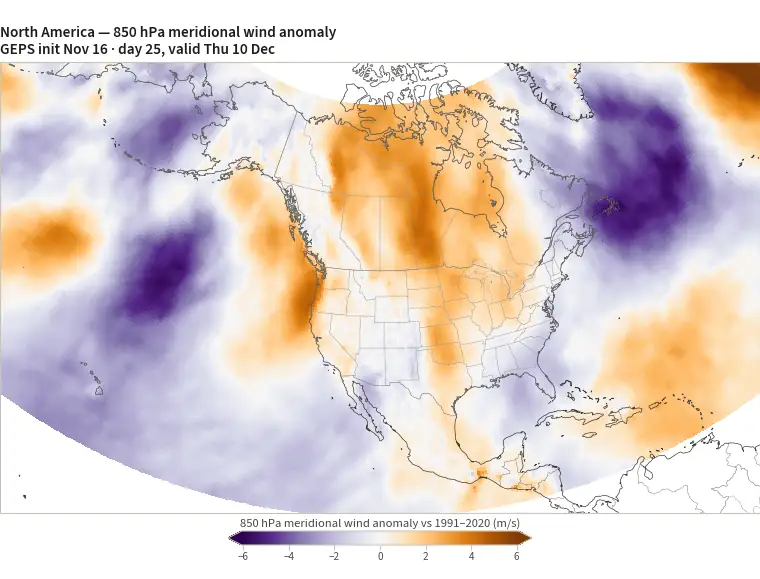 North America — 850 hPa meridional wind anomaly
GEPS init Nov 16 · day 25, valid Thu 10 Dec
850 hPa meridional wind anomaly vs 1991–2020 (m/s)
−6 −4 −2 0 2 4 6